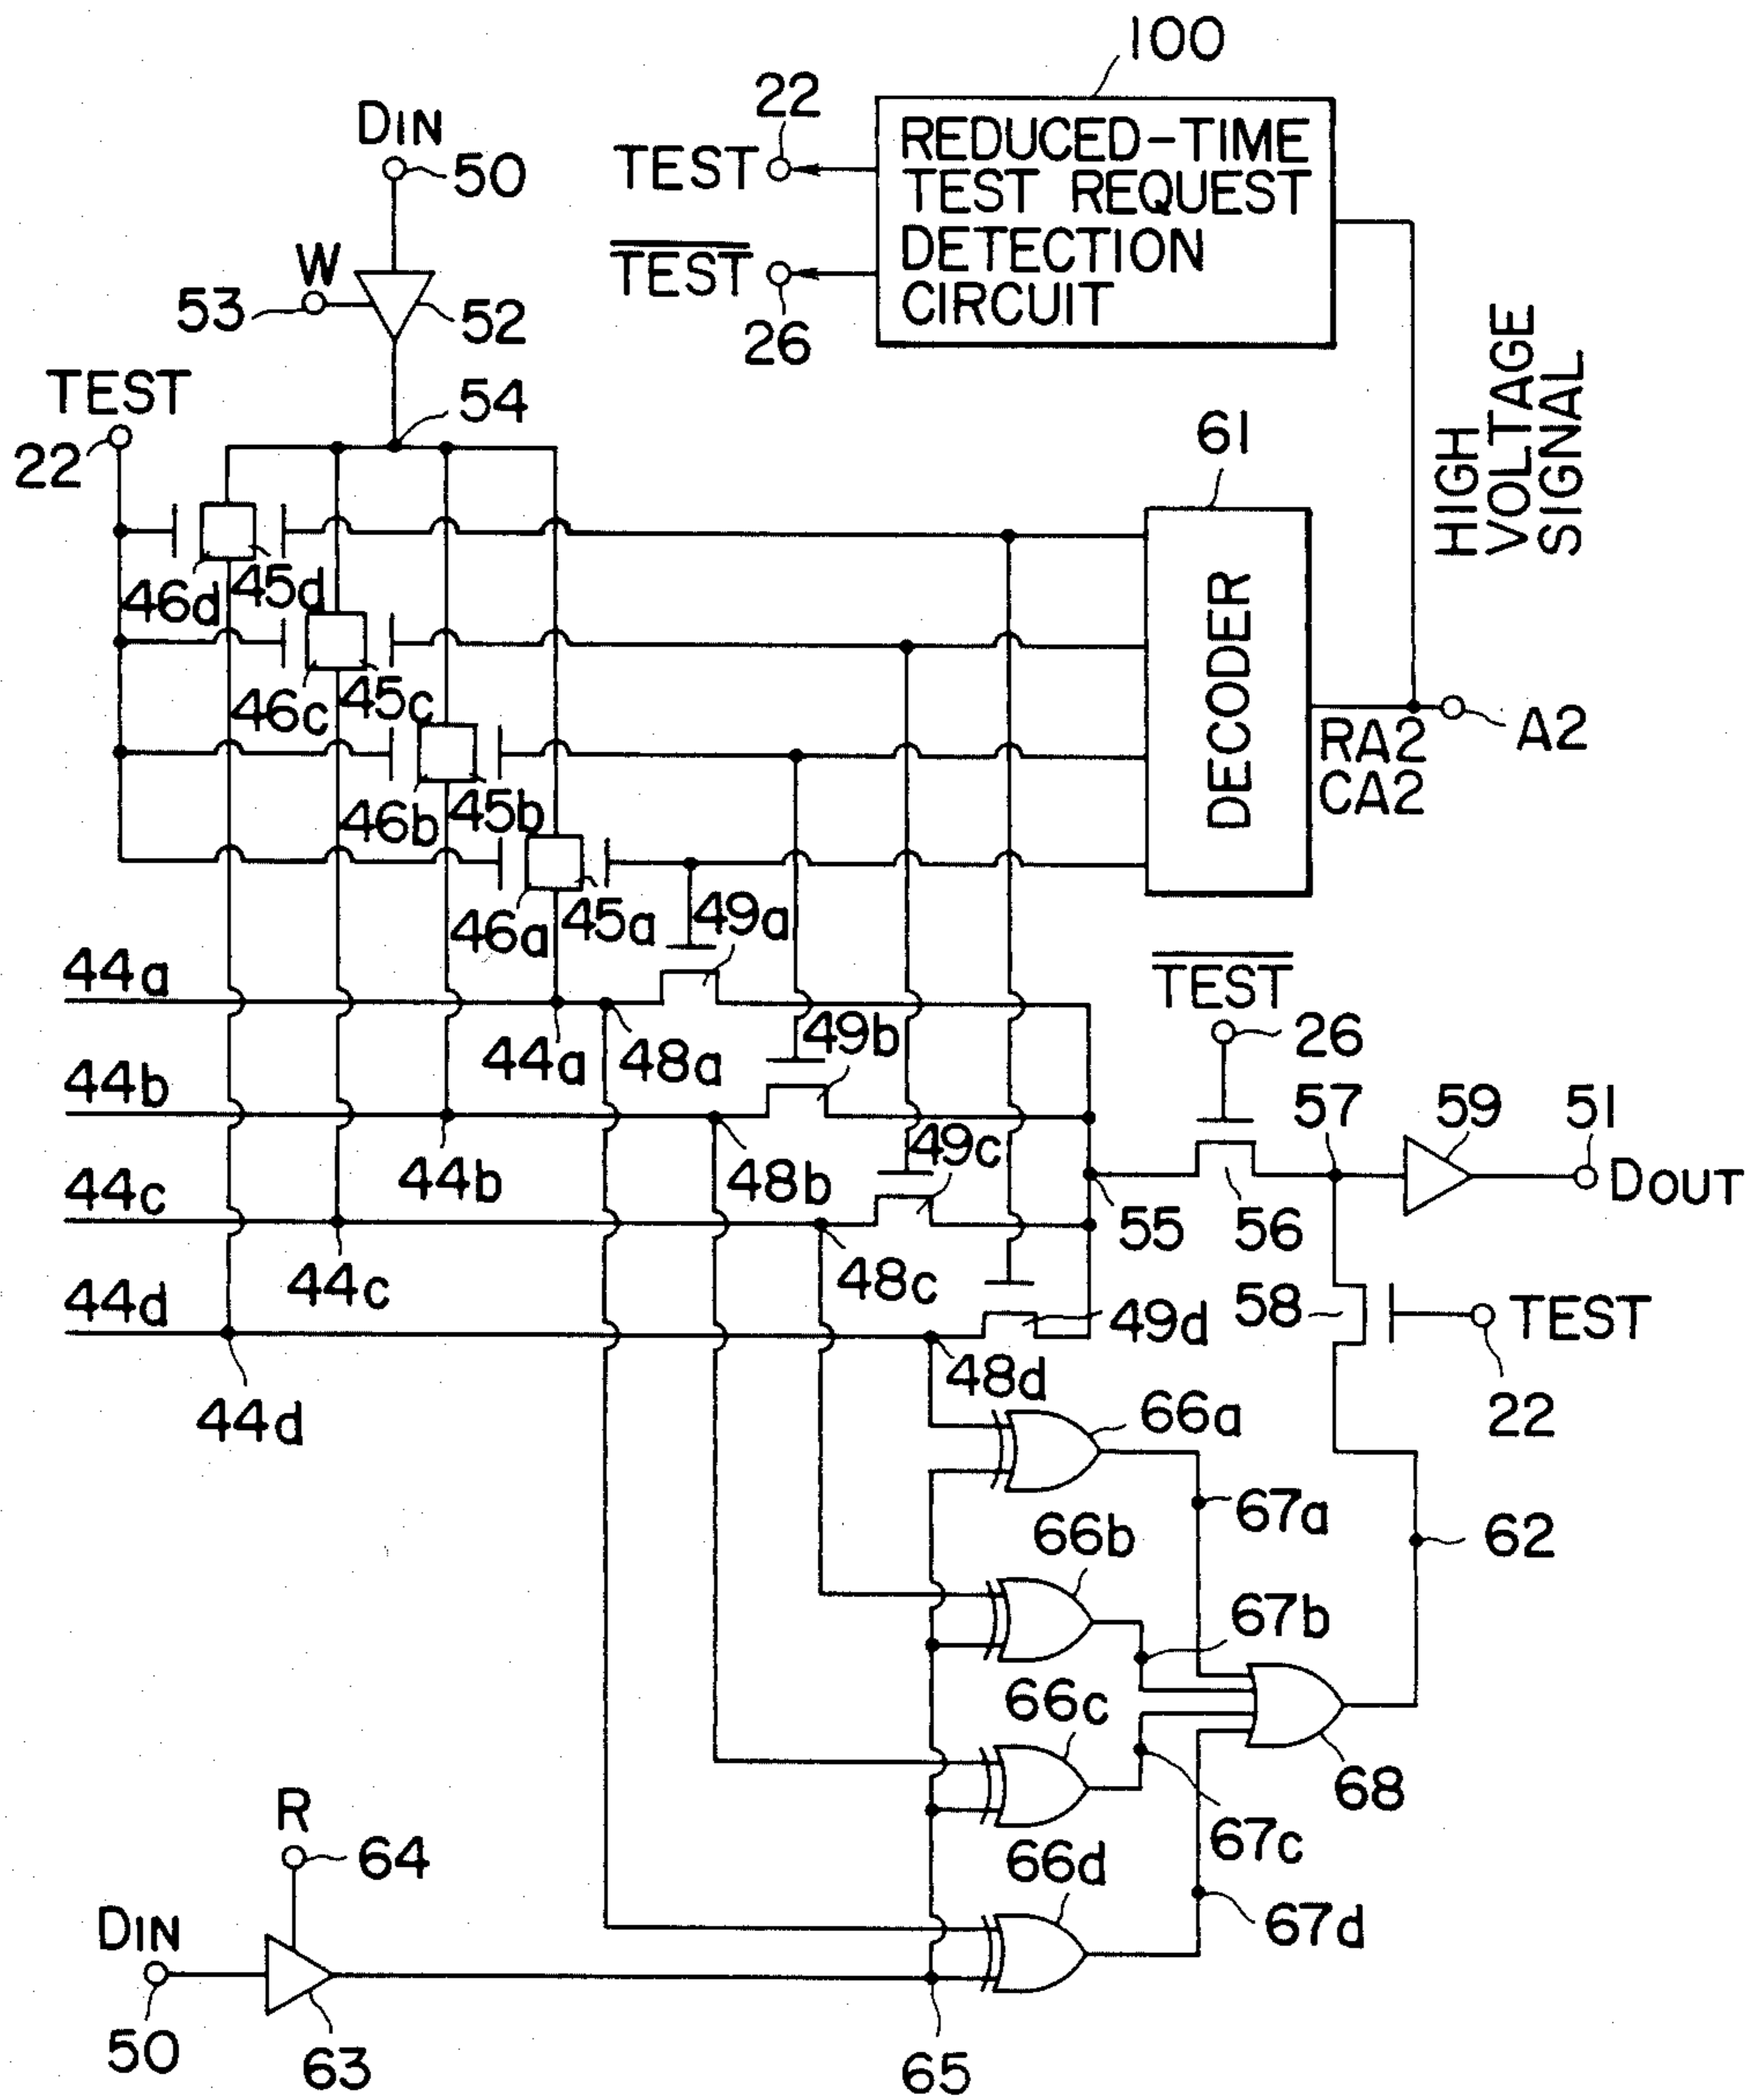 100
22
DIN
50
TEST
REDUCED-TIME
TEST REQUEST
DETECTION
CIRCUIT
TEST
26
W
53
52
HIGH
VOLTAGE
SIGNAL
TEST
22
54
61
DECODER
46d
45d
46c
45c
46b
45b
46a
45a
RA2
CA2
A2
49a
44a
44a
48a
49b
TEST
26
44b
44b
48b
49c
57
59
51
DOUT
44c
44c
48c
55
56
44d
44d
48d
49d
58
TEST
22
66a
67a
62
66b
67b
66c
68
67c
R
64
66d
67d
DIN
50
63
65